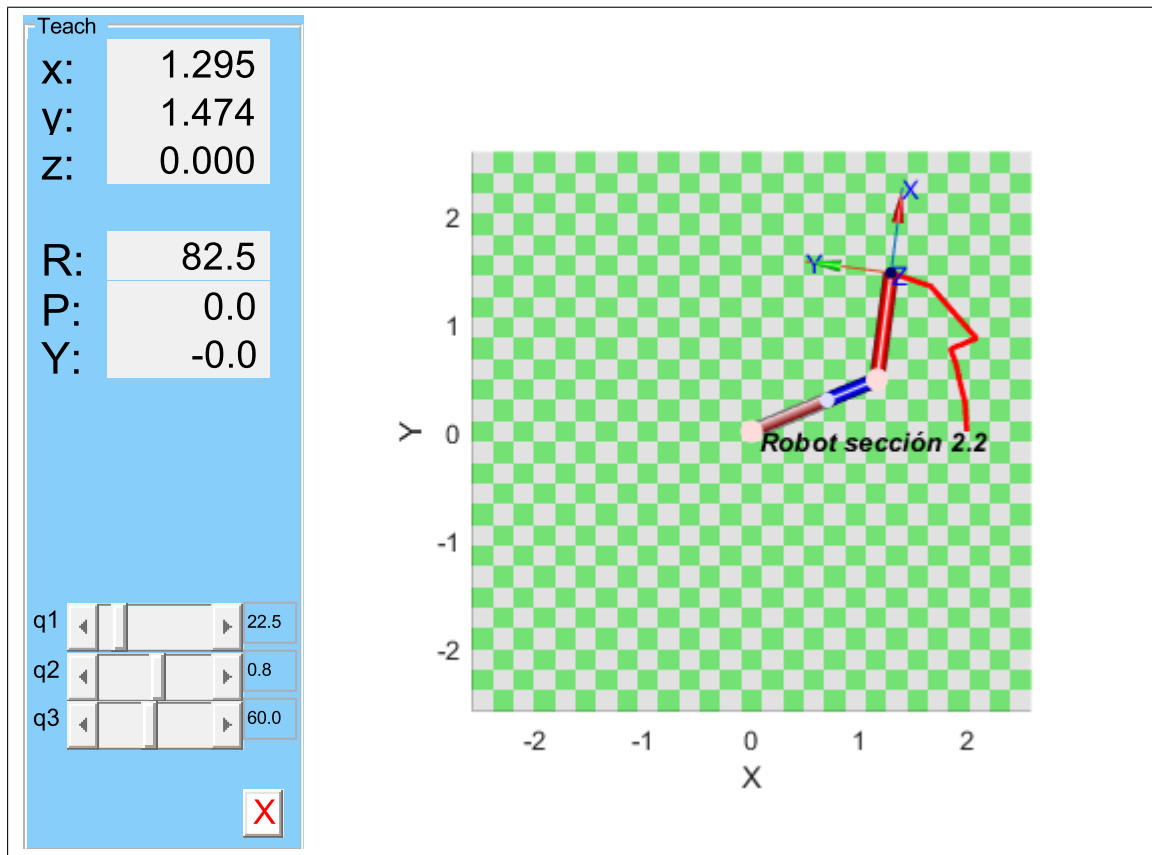 Teach
x: 1.295
y: 1.474
z: 0.000
R: 82.5
P: 0.0
Y: -0.0
q1 22.5
q2 0.8
q3 60.0
X
X
Y
Z
2
1
0
-1
-2
Y
Robot sección 2.2
-2 -1 0 1 2
X